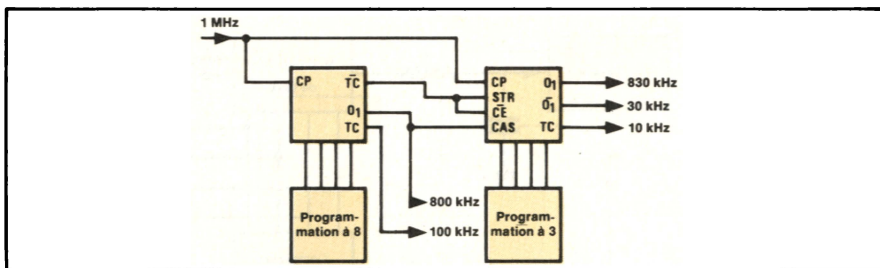 1 MHz
CP
T̄C̄
O1
TC
CP
STR
C̄Ē
CAS
O1
Ō1
TC
830 kHz
30 kHz
10 kHz
800 kHz
100 kHz
Program-
mation à 8
Program-
mation à 3